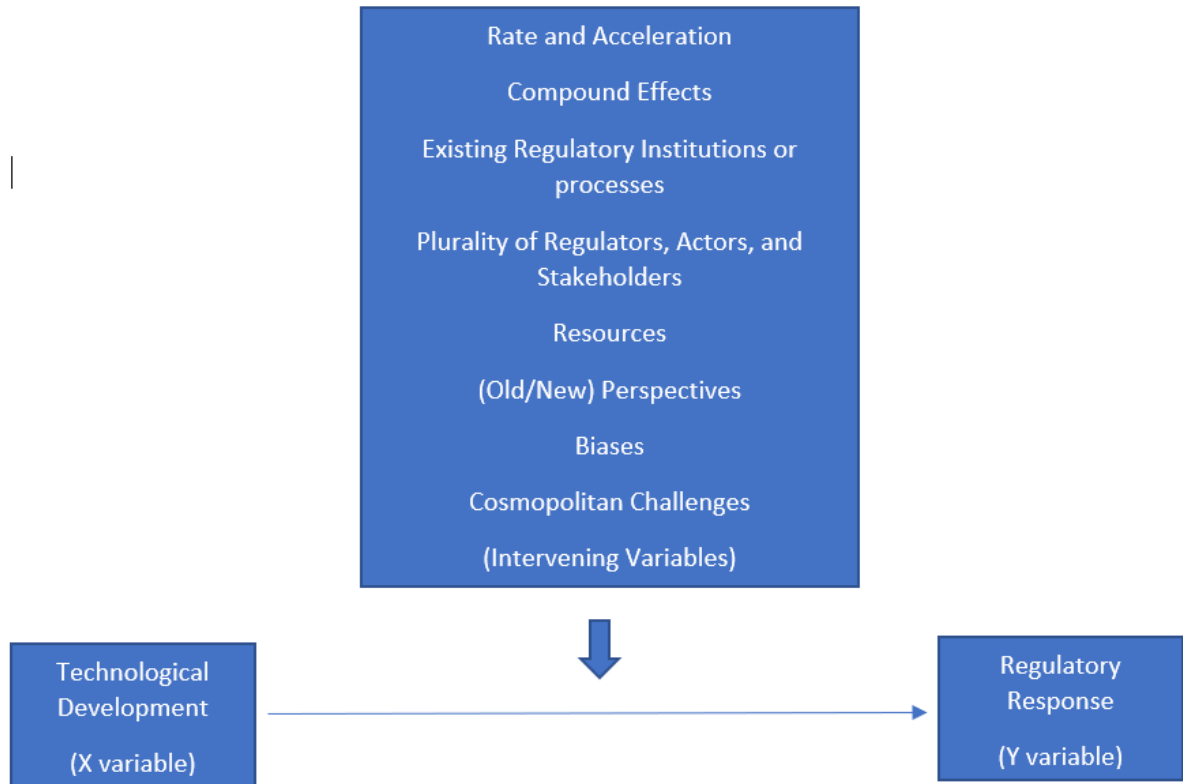 Rate and Acceleration
Compound Effects
Existing Regulatory Institutions or
processes
Plurality of Regulators, Actors, and
Stakeholders
Resources
(Old/New) Perspectives
Biases
Cosmopolitan Challenges
(Intervening Variables)
Technological
Development
(X variable)
Regulatory
Response
(Y variable)